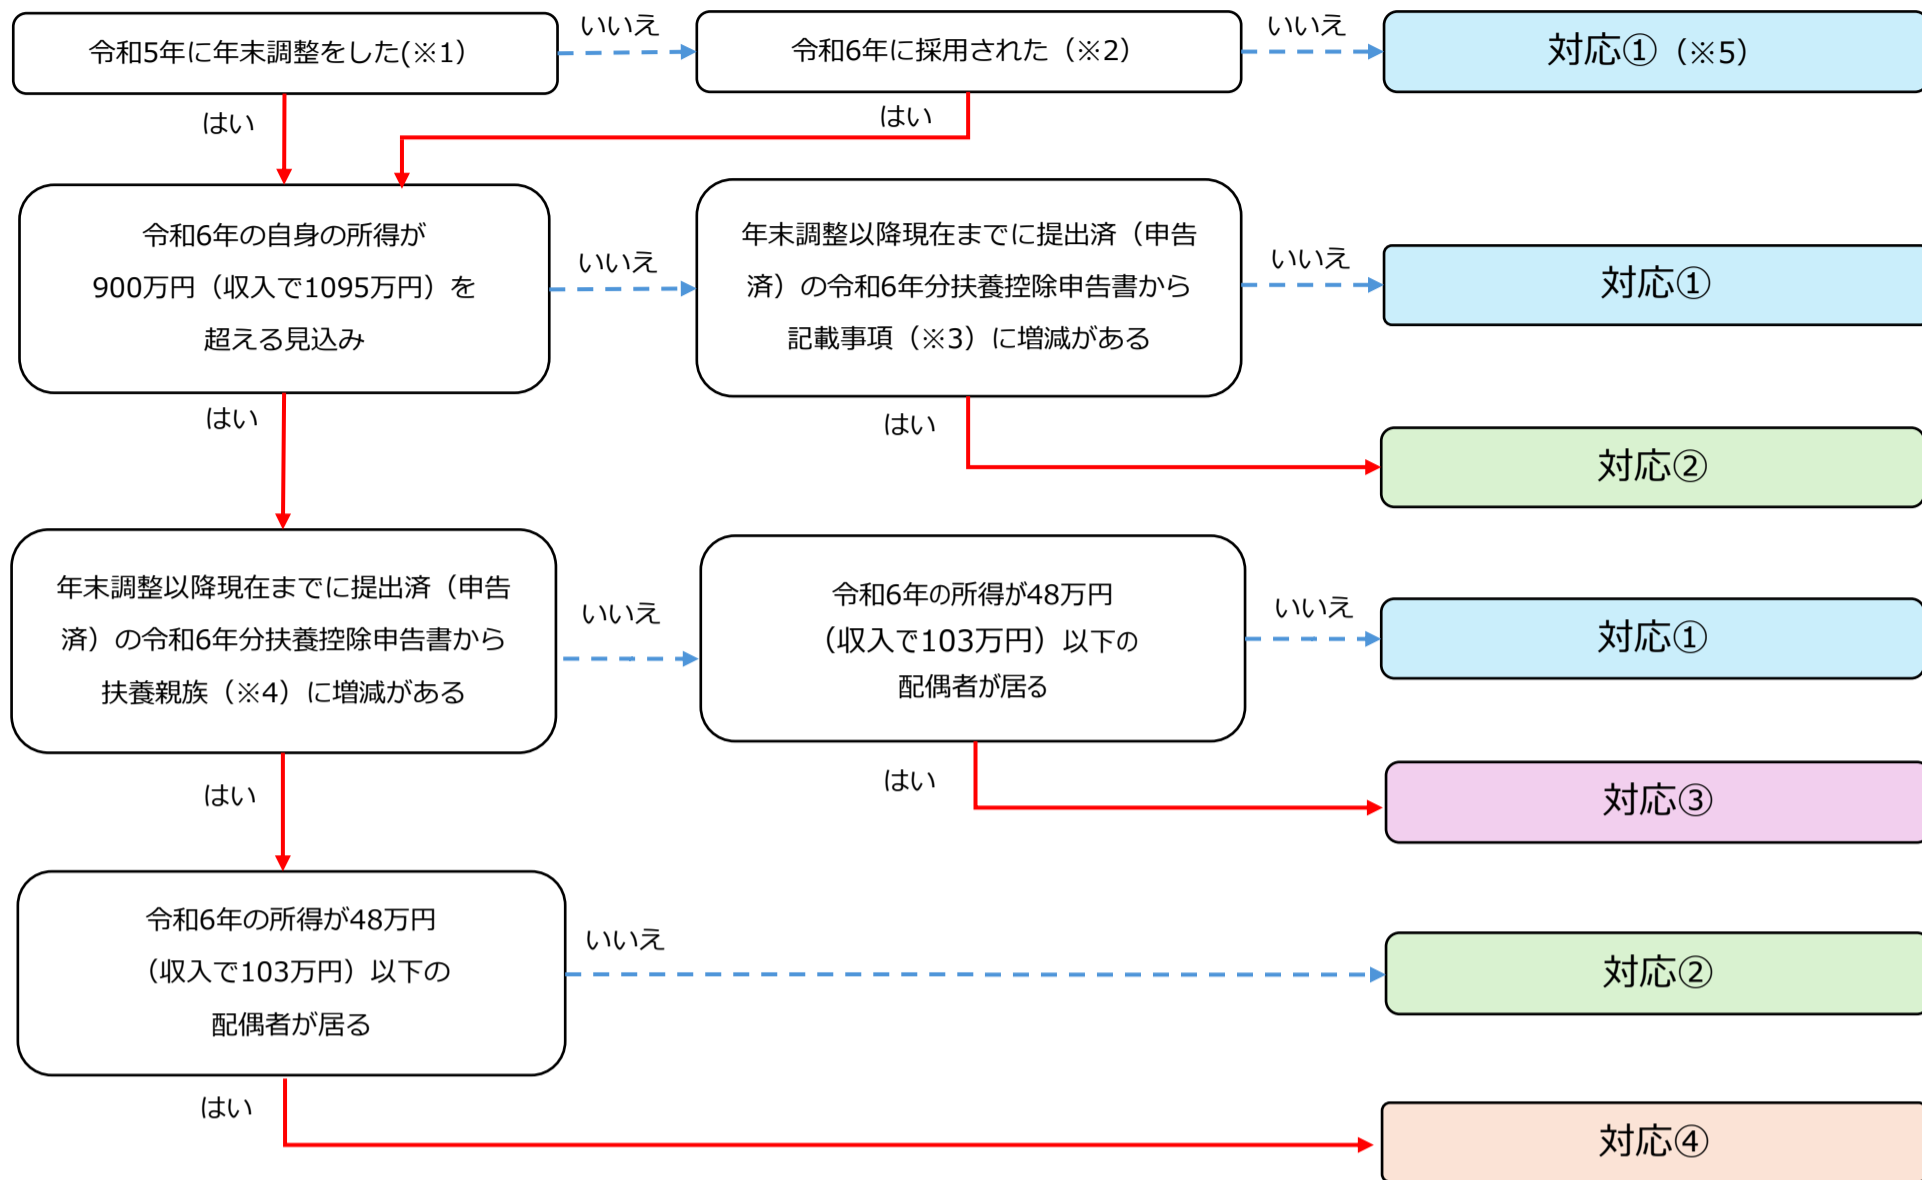 令和5年に年末調整をした(※1）
いいえ
令和6年に採用された（※2）
いいえ
対応①（※5）
はい
はい
令和6年の自身の所得が
900万円（収入で1095万円）を
超える見込み
いいえ
年末調整以降現在までに提出済（申告
済）の令和6年分扶養控除申告書から
記載事項（※3）に増減がある
いいえ
対応①
はい
はい
対応②
年末調整以降現在までに提出済（申告
済）の令和6年分扶養控除申告書から
扶養親族（※4）に増減がある
いいえ
令和6年の所得が48万円
（収入で103万円）以下の
配偶者が居る
いいえ
対応①
はい
はい
対応③
令和6年の所得が48万円
（収入で103万円）以下の
配偶者が居る
いいえ
対応②
はい
対応④